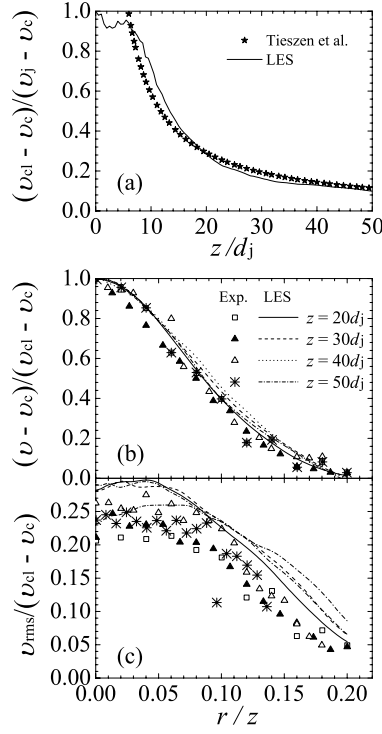 (υcl − υc)/(υj − υc)
1.0
0.8
0.6
0.4
0.2
0.0
★ Tieszen et al.
LES
(a)
0 10 20 30 40 50
z/dj
(υ - υc)/(υcl − υc)
1.0
0.8
0.6
0.4
0.2
0.0
Exp. LES
z = 20dj
z = 30dj
z = 40dj
z = 50dj
(b)
υrms/(υcl − υc)
0.25
0.20
0.15
0.10
0.05
0.00
(c)
0.00 0.05 0.10 0.15 0.20
r/z